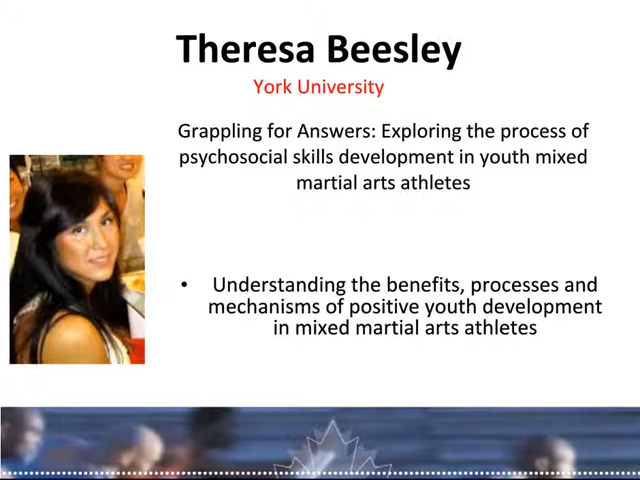 Theresa Beesley
York University
Grappling for Answers: Exploring the process of
psychosocial skills development in youth mixed
martial arts athletes
• Understanding the benefits, processes and
mechanisms of positive youth development
in mixed martial arts athletes